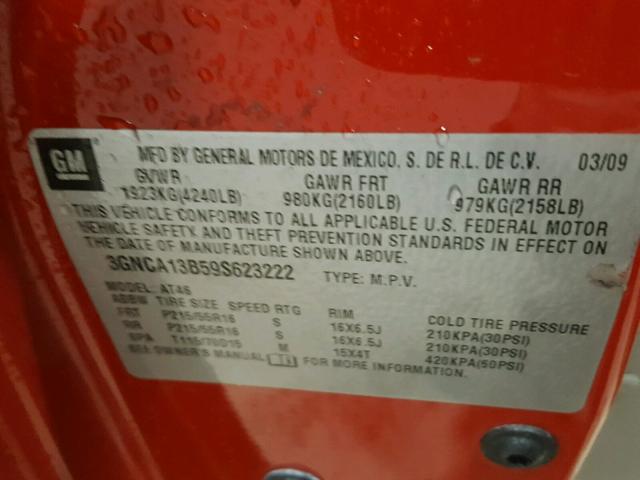 GM MFD BY GENERAL MOTORS DE MEXICO, S. DE R.L. DE C.V. 03/09
GVWR GAWR FRT GAWR RR
1923KG(4240LB) 980KG(2160LB) 979KG(2158LB)
THIS VEHICLE CONFORMS TO ALL APPLICABLE U.S. FEDERAL MOTOR
VEHICLE SAFETY AND THEFT PREVENTION STANDARDS IN EFFECT ON
THE DATE OF MANUFACTURE SHOWN ABOVE.
3GNCA13B59S623222 TYPE: M.P.V.
MODEL: AT46
TIRE SIZE SPEED RTG RIM COLD TIRE PRESSURE
FRT P215/55R16 S 16X6.5J 210KPA(30PSI)
RR P215/55R16 S 16X6.5J 210KPA(30PSI)
SPA T115/70D15 M 15X4T 420KPA(50PSI)
SEE OWNER'S MANUAL FOR MORE INFORMATION.